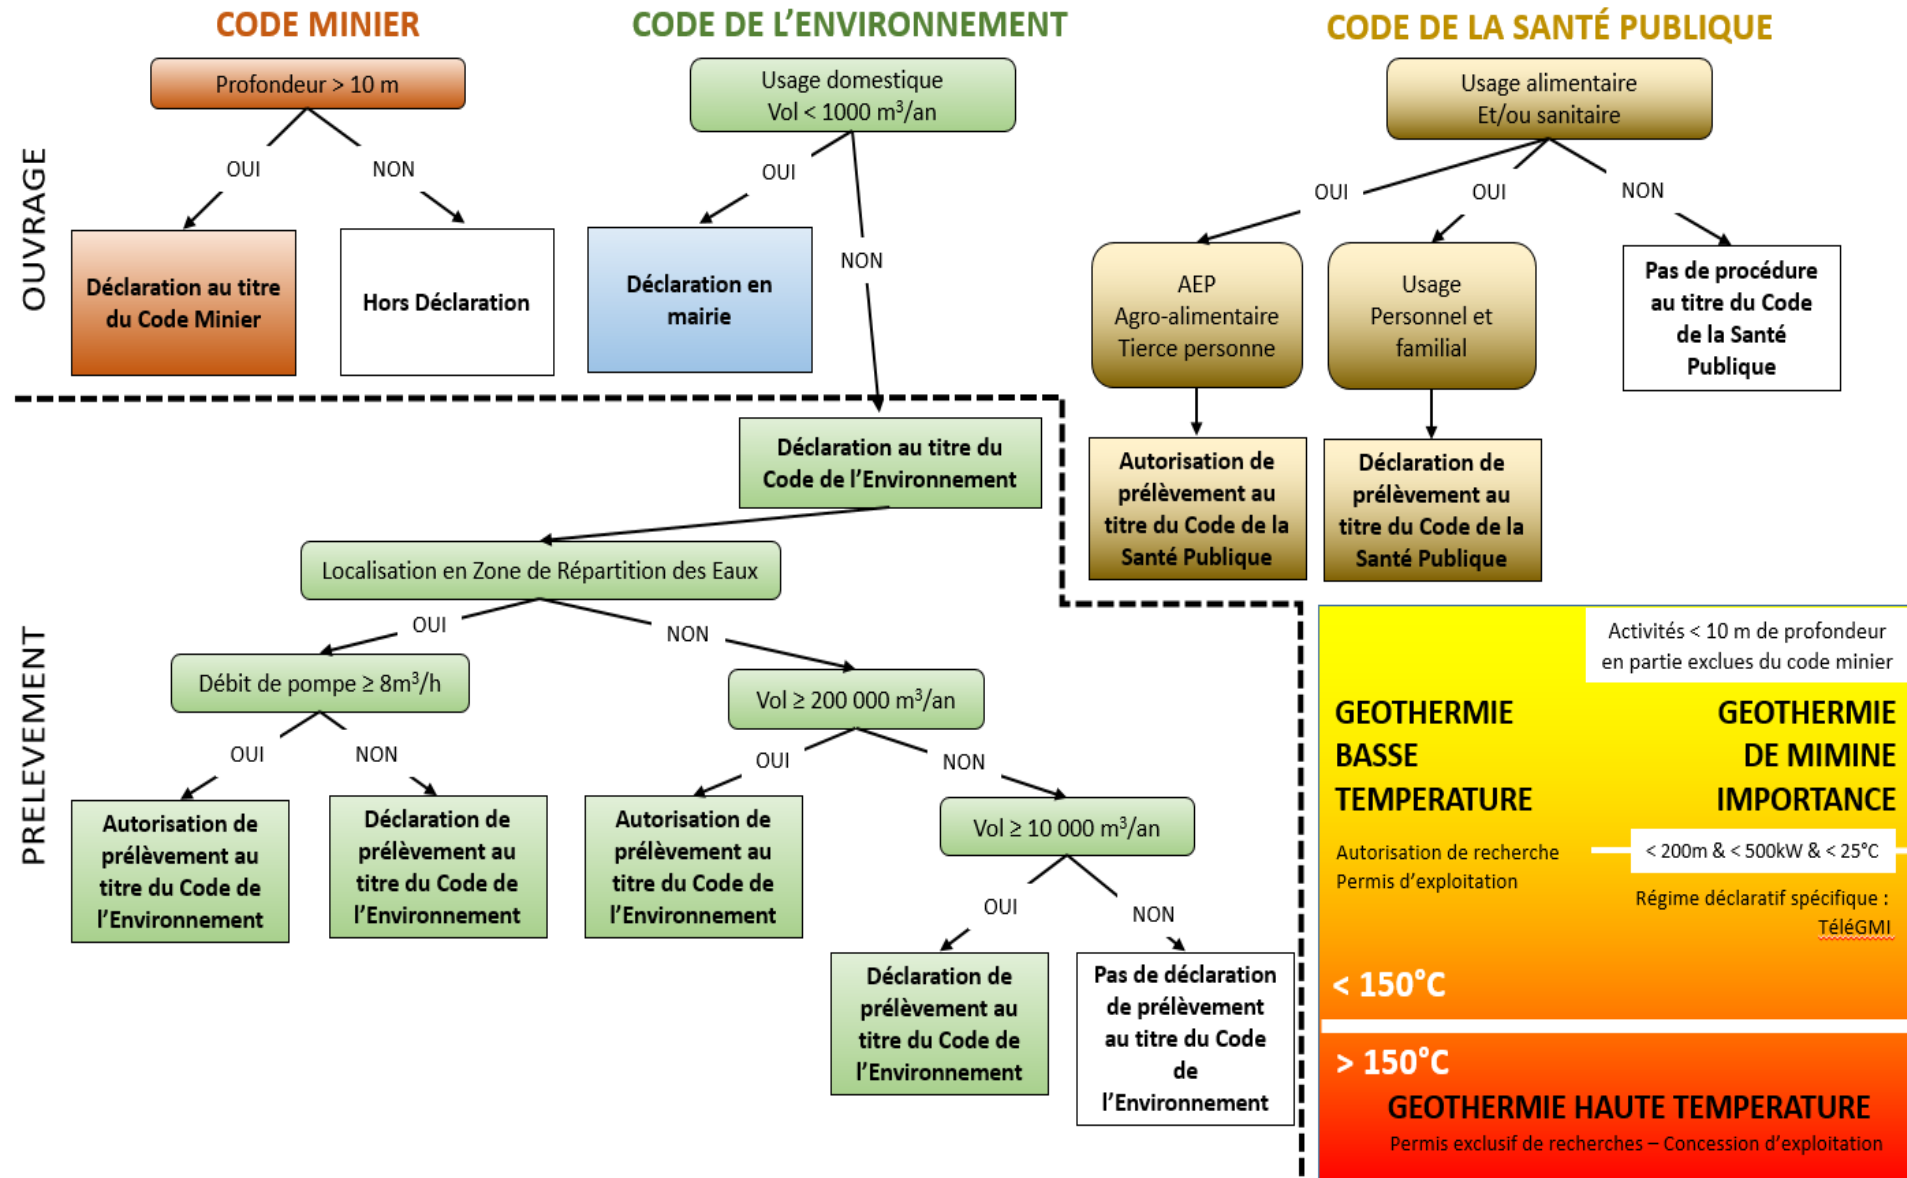 CODE MINIER
CODE DE L'ENVIRONNEMENT
CODE DE LA SANTÉ PUBLIQUE
OUVRAGE
Profondeur > 10 m
OUI
NON
Déclaration au titre
du Code Minier
Hors Déclaration
Usage domestique
Vol < 1000 m³/an
OUI
NON
Déclaration en
mairie
Usage alimentaire
Et/ou sanitaire
OUI
OUI
NON
AEP
Agro-alimentaire
Tierce personne
Usage
Personnel et
familial
Pas de procédure
au titre du Code
de la Santé
Publique
Autorisation de
prélèvement au
titre du Code de la
Santé Publique
Déclaration de
prélèvement au
titre du Code de la
Santé Publique
PRELEVEMENT
Déclaration au titre du
Code de l'Environnement
Localisation en Zone de Répartition des Eaux
OUI
NON
Débit de pompe ≥ 8m³/h
OUI
NON
Autorisation de
prélèvement au
titre du Code de
l'Environnement
Déclaration de
prélèvement au
titre du Code de
l'Environnement
Vol ≥ 200 000 m³/an
OUI
NON
Autorisation de
prélèvement au
titre du Code de
l'Environnement
Vol ≥ 10 000 m³/an
OUI
NON
Déclaration de
prélèvement au
titre du Code de
l'Environnement
Pas de déclaration
de prélèvement
au titre du Code
de
l'Environnement
Activités < 10 m de profondeur
en partie exclues du code minier
GEOTHERMIE
BASSE
TEMPERATURE
Autorisation de recherche
Permis d'exploitation
GEOTHERMIE
DE MIMINE
IMPORTANCE
< 200m & < 500kW & < 25°C
Régime déclaratif spécifique :
TéléGMI
< 150°C
> 150°C
GEOTHERMIE HAUTE TEMPERATURE
Permis exclusif de recherches – Concession d'exploitation